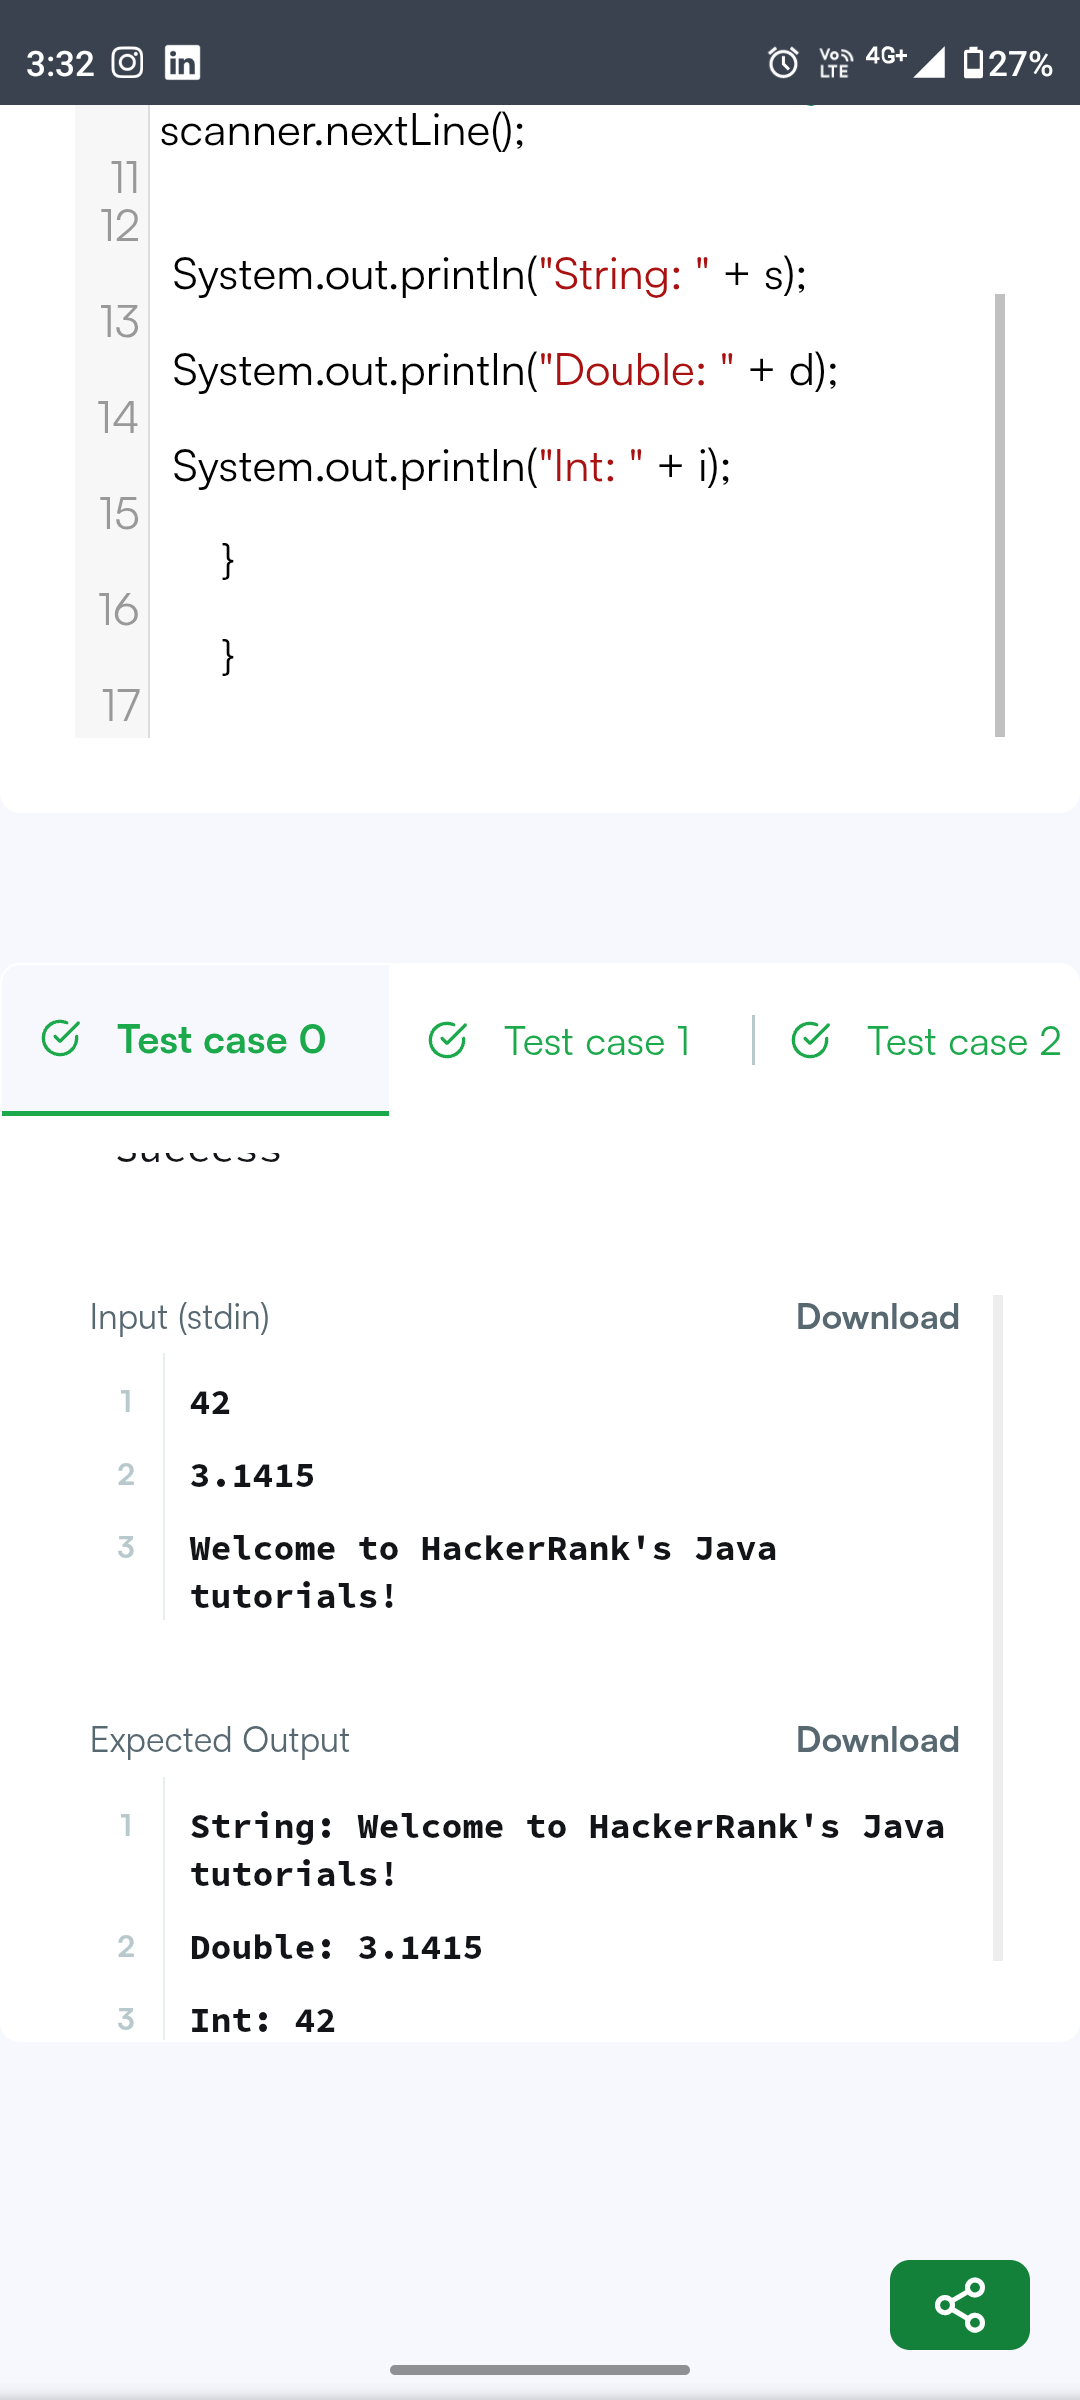 3:32
Vo LTE 4G+ 27%
scanner.nextLine();
11
12
System.out.println("String: " + s);
13
System.out.println("Double: " + d);
14
System.out.println("Int: " + i);
15
}
16
}
17
Test case 0
Test case 1
Test case 2
Success
Input (stdin)
Download
1 42
2 3.1415
3 Welcome to HackerRank's Java
tutorials!
Expected Output
Download
1 String: Welcome to HackerRank's Java
tutorials!
2 Double: 3.1415
3 Int: 42